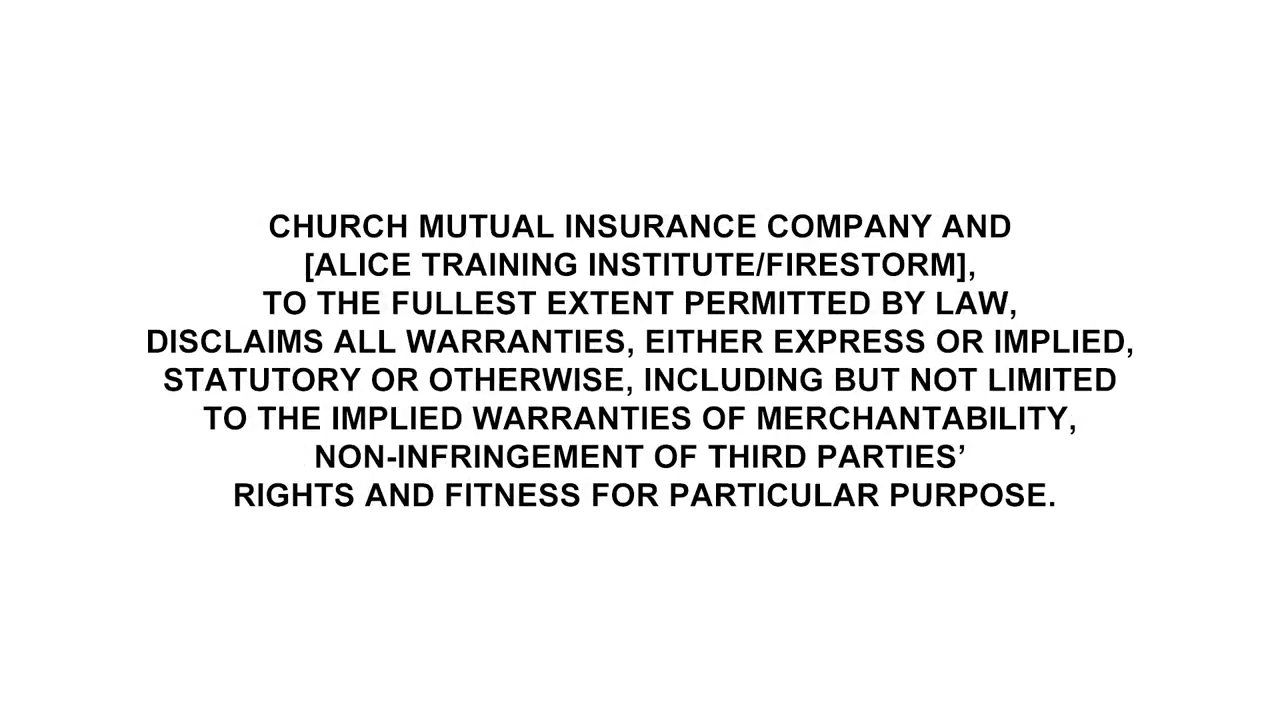 CHURCH MUTUAL INSURANCE COMPANY AND
[ALICE TRAINING INSTITUTE/FIRESTORM],
TO THE FULLEST EXTENT PERMITTED BY LAW,
DISCLAIMS ALL WARRANTIES, EITHER EXPRESS OR IMPLIED,
STATUTORY OR OTHERWISE, INCLUDING BUT NOT LIMITED
TO THE IMPLIED WARRANTIES OF MERCHANTABILITY,
NON-INFRINGEMENT OF THIRD PARTIES’
RIGHTS AND FITNESS FOR PARTICULAR PURPOSE.